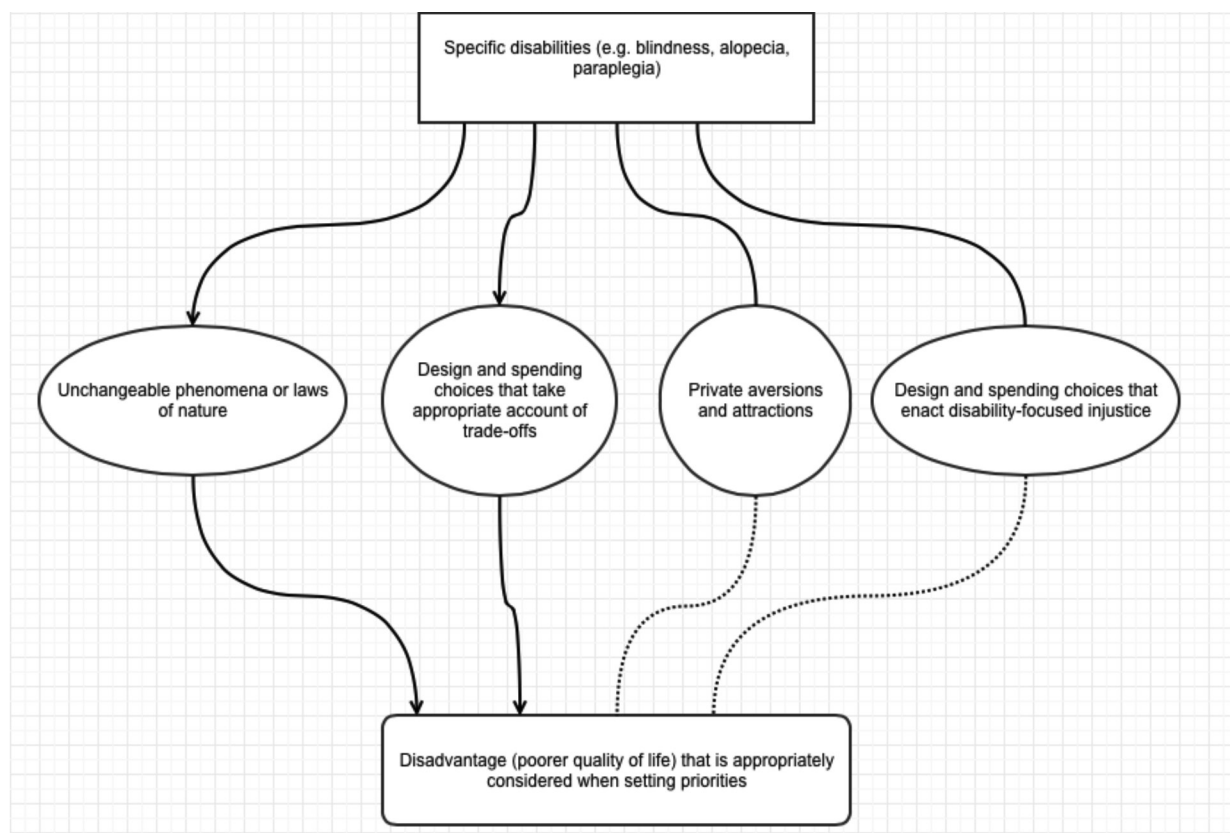 Specific disabilities (e.g. blindness, alopecia,
paraplegia)
Unchangeable phenomena or laws
of nature
Design and spending
choices that take
appropriate account of
trade-offs
Private aversions
and attractions
Design and spending choices that
enact disability-focused injustice
Disadvantage (poorer quality of life) that is appropriately
considered when setting priorities